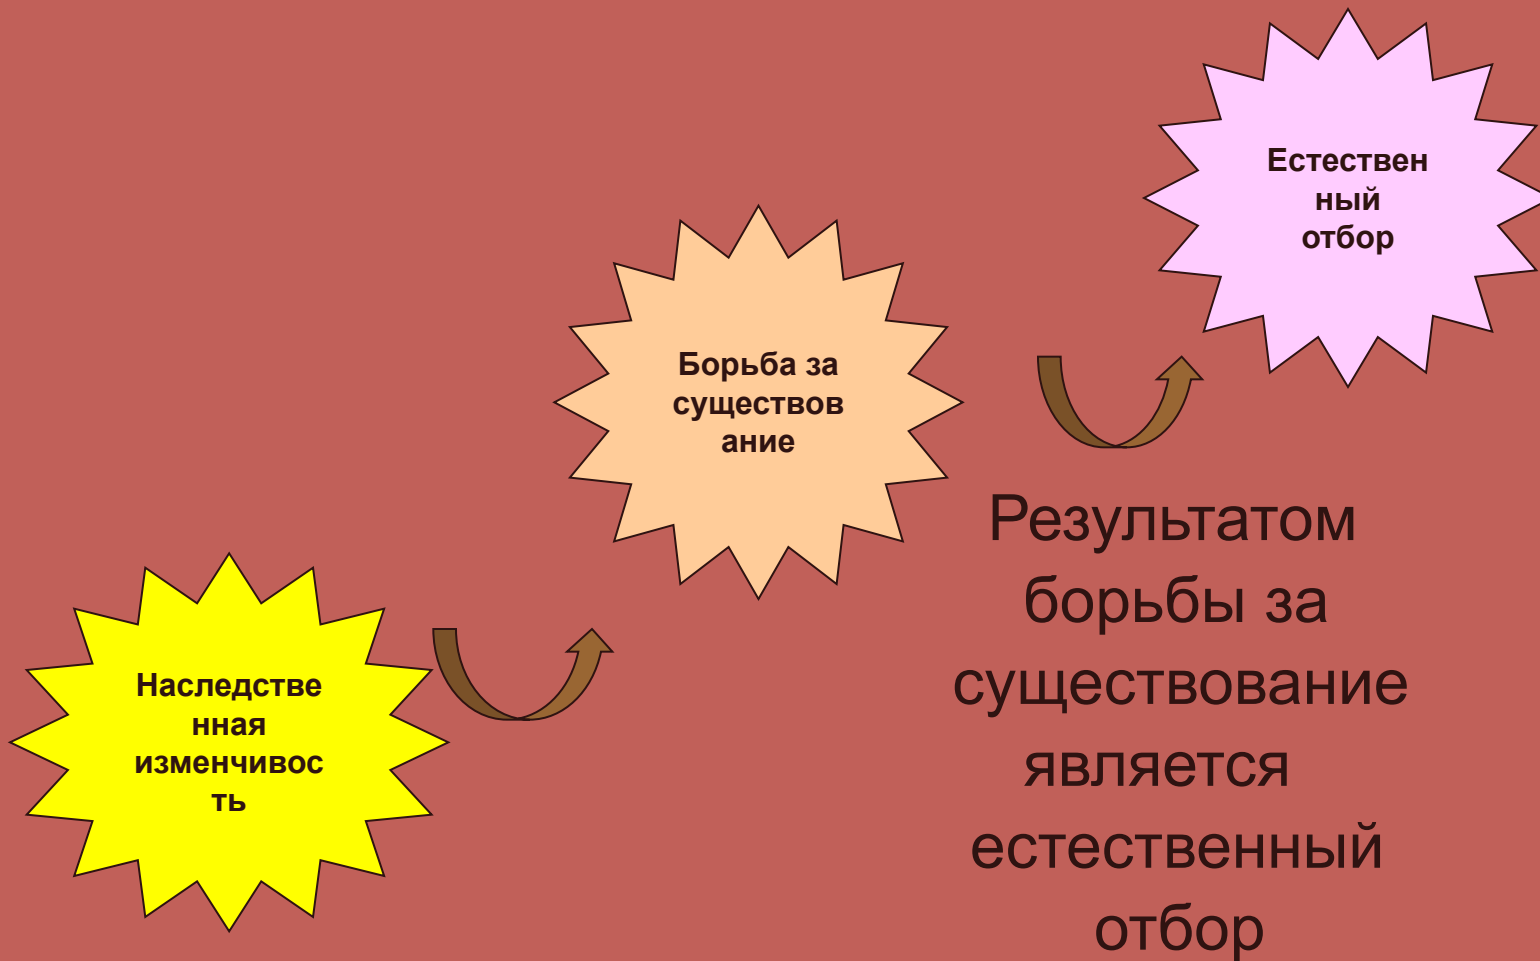 Естествен
ный
отбор
Борьба за
существов
ание
Наследстве
нная
изменчивос
ть
Результатом
борьбы за
существование
является
естественный
отбор